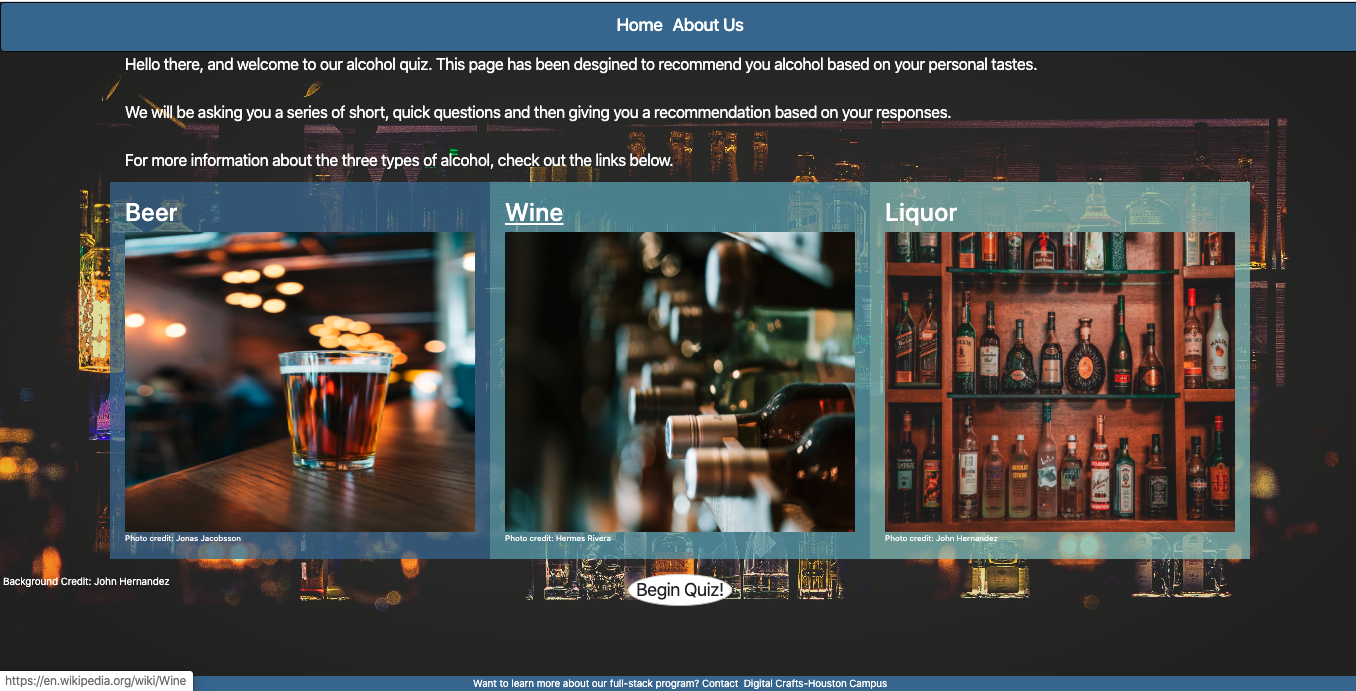 Home About Us
Hello there, and welcome to our alcohol quiz. This page has been desgined to recommend you alcohol based on your personal tastes.
We will be asking you a series of short, quick questions and then giving you a recommendation based on your responses.
For more information about the three types of alcohol, check out the links below.
Beer
Wine
Liquor
Photo credit: Jonas Jacobsson
Photo credit: Hermes Rivera
Photo credit: John Hernandez
Background Credit: John Hernandez
Begin Quiz!
https://en.wikipedia.org/wiki/Wine
Want to learn more about our full-stack program? Contact Digital Crafts-Houston Campus